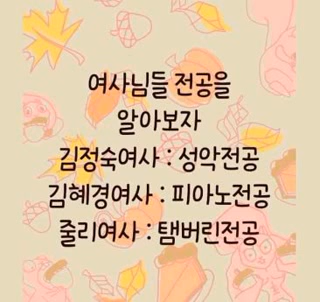 여사님들 전공을
알아보자
김정숙여사 : 성악전공
김혜경여사 : 피아노전공
줄리여사 : 탬버린전공